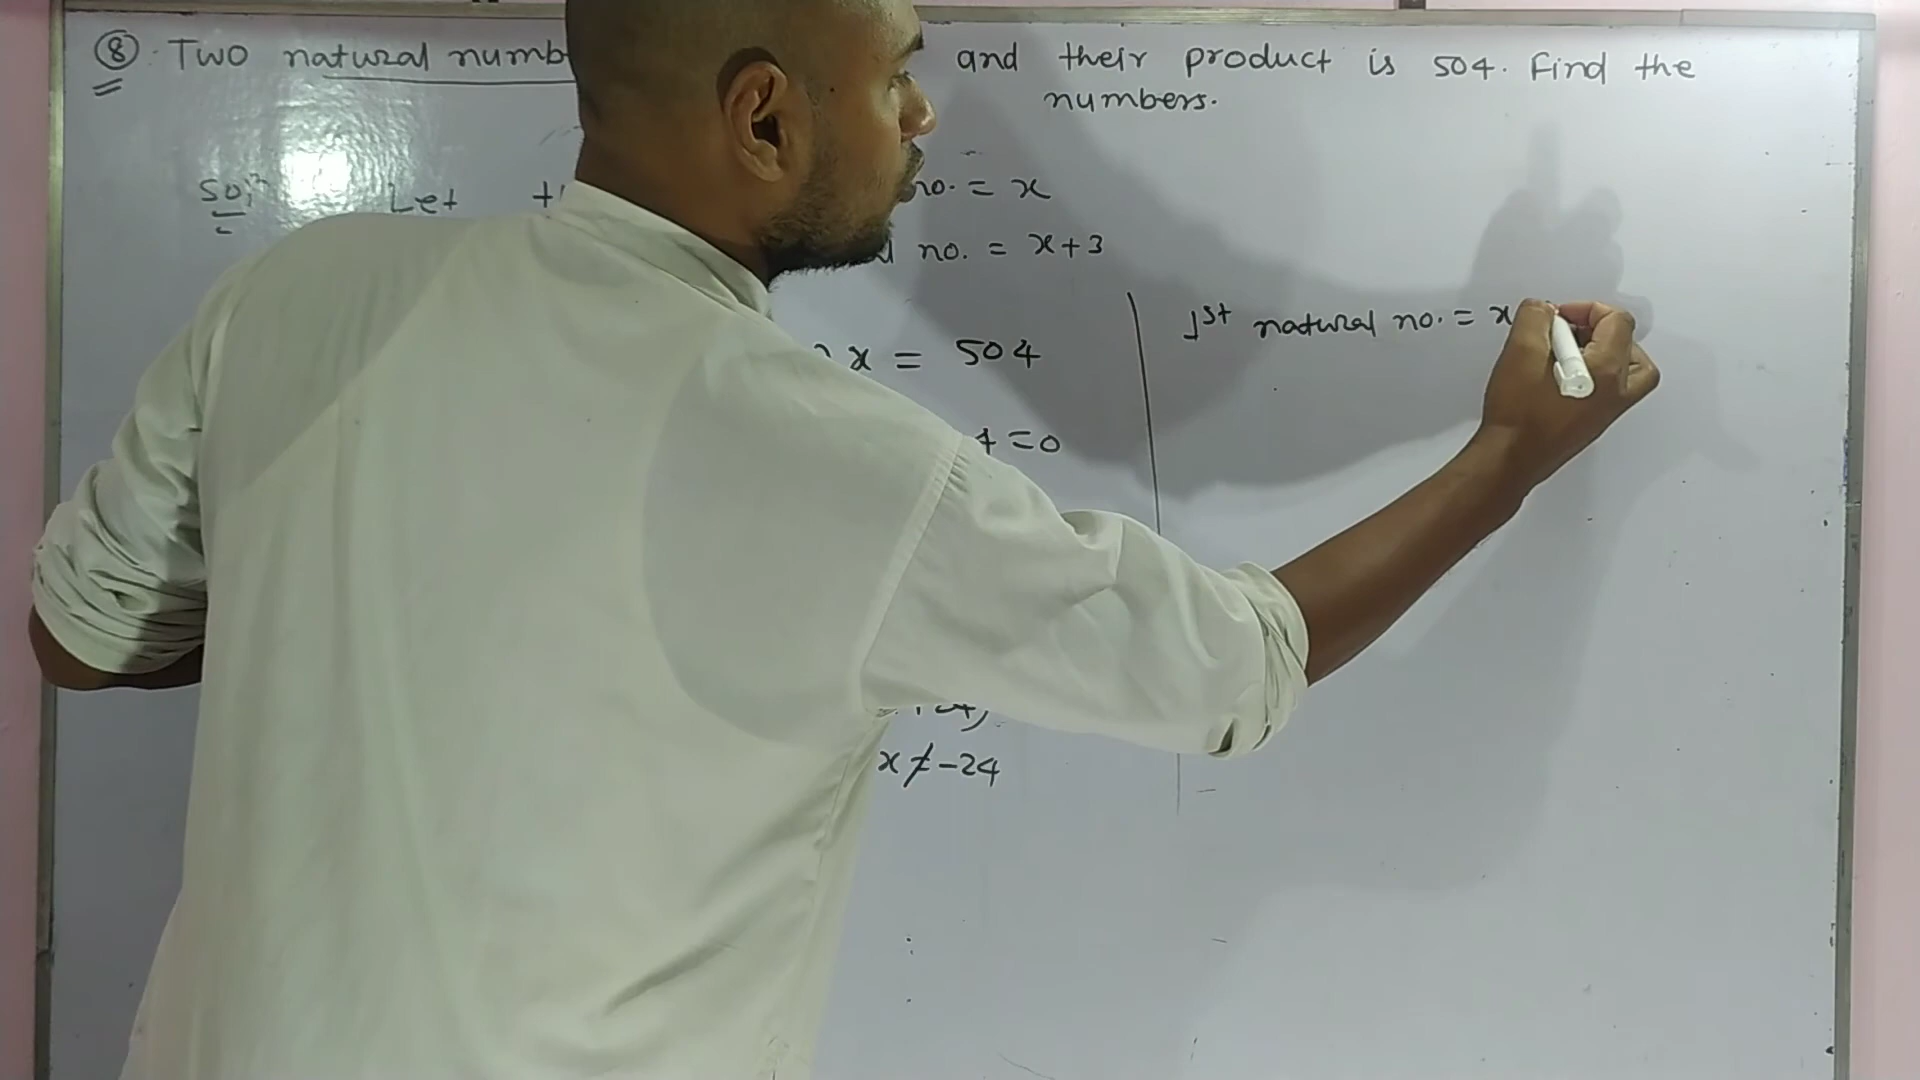 ⑧. Two natural numb and their product is 504. Find the
numbers.
Soln Let no. = x
no. = x+3
x = 504
4 =0
x ≠ -24
1st natural no. = x